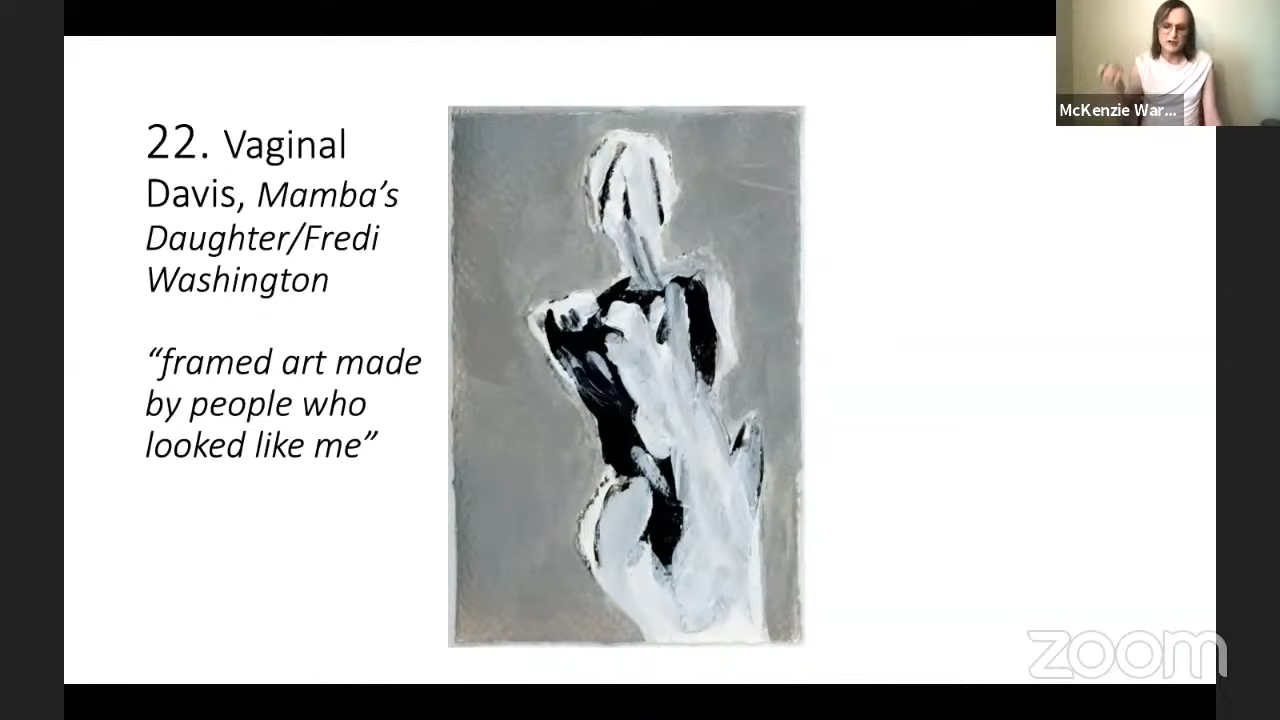 22. Vaginal
Davis, Mamba’s
Daughter/Fredi
Washington
“framed art made
by people who
looked like me”
McKenzie War...
zoom